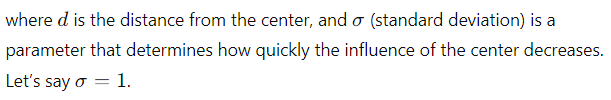 where d is the distance from the center, and σ (standard deviation) is a
parameter that determines how quickly the influence of the center decreases.
Let's say σ = 1.